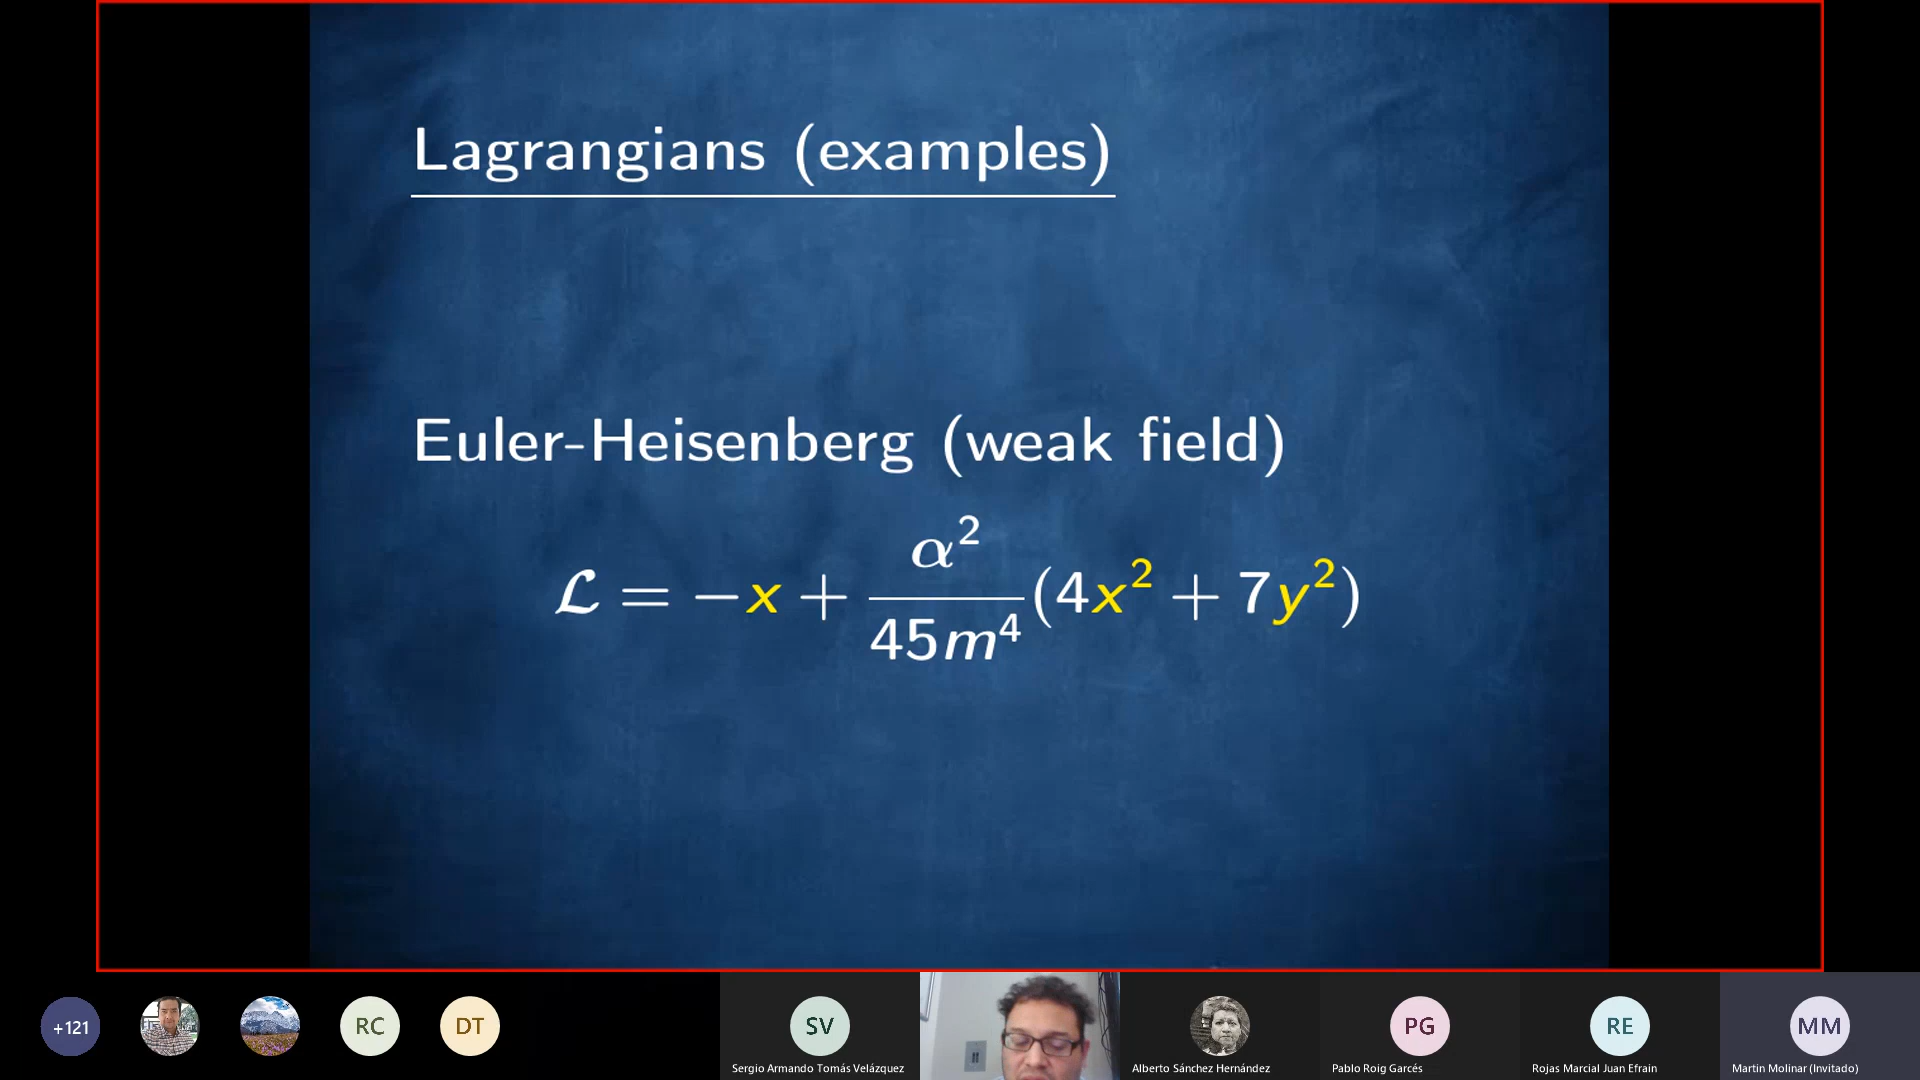 Lagrangians (examples)
Euler-Heisenberg (weak field)
ℒ = −x + α²/45m⁴ (4x² + 7y²)
+121
RC
DT
SV
PG
RE
MM
Sergio Armando Tomás Velázquez
Alberto Sánchez Hernández
Pablo Roig Garcés
Rojas Marcial Juan Efrain
Martin Molinar (Invitado)